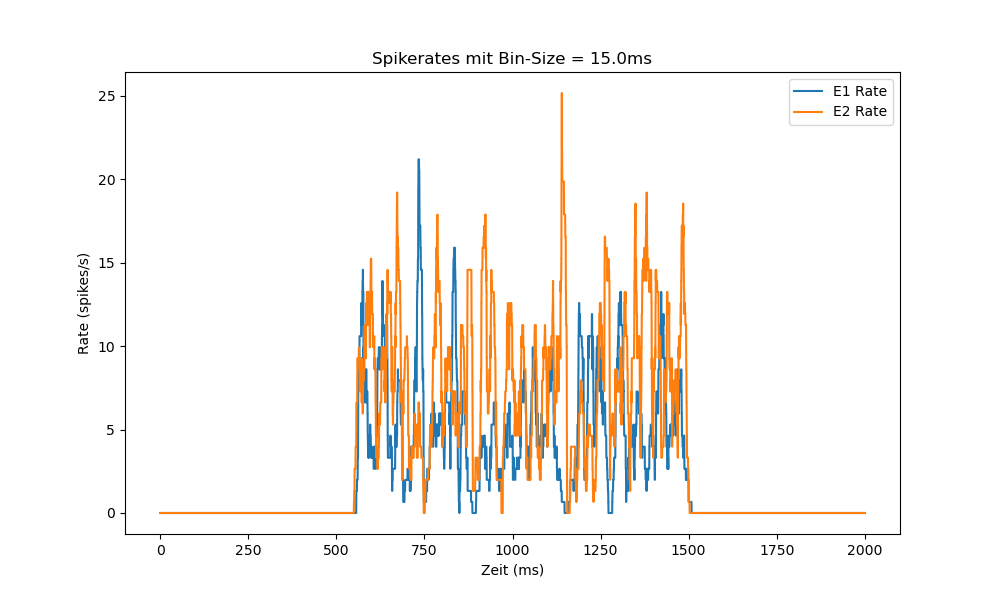 Spikerates mit Bin-Size = 15.0ms
E1 Rate
E2 Rate
Rate (spikes/s)
25
20
15
10
5
0
0 250 500 750 1000 1250 1500 1750 2000
Zeit (ms)